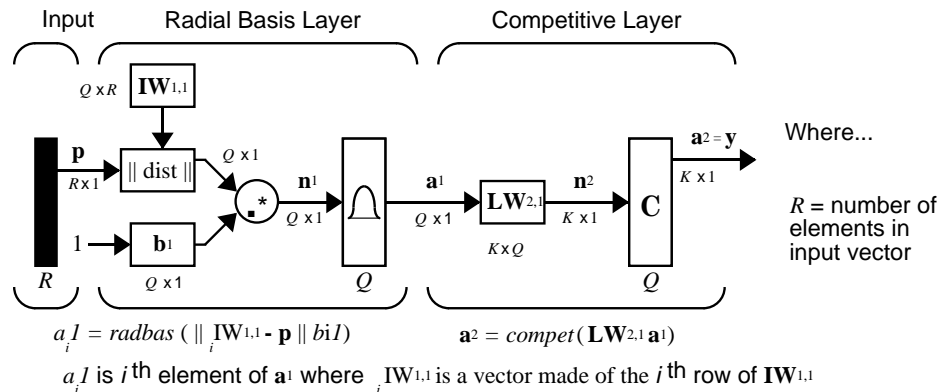 Input
Radial Basis Layer
Competitive Layer
Q x R
IW1,1
p
R x 1
|| dist ||
Q x 1
1
b1
Q x 1
.*
n1
Q x 1
Q
R
a1
Q x 1
LW2,1
K x Q
n2
K x 1
C
Q
a2 = y
K x 1
Where...
R = number of
elements in
input vector
ai1 = radbas ( || iIW1,1 - p || bi1)
a2 = compet( LW2,1 a1)
ai1 is i th element of a1 where iIW1,1 is a vector made of the i th row of IW1,1